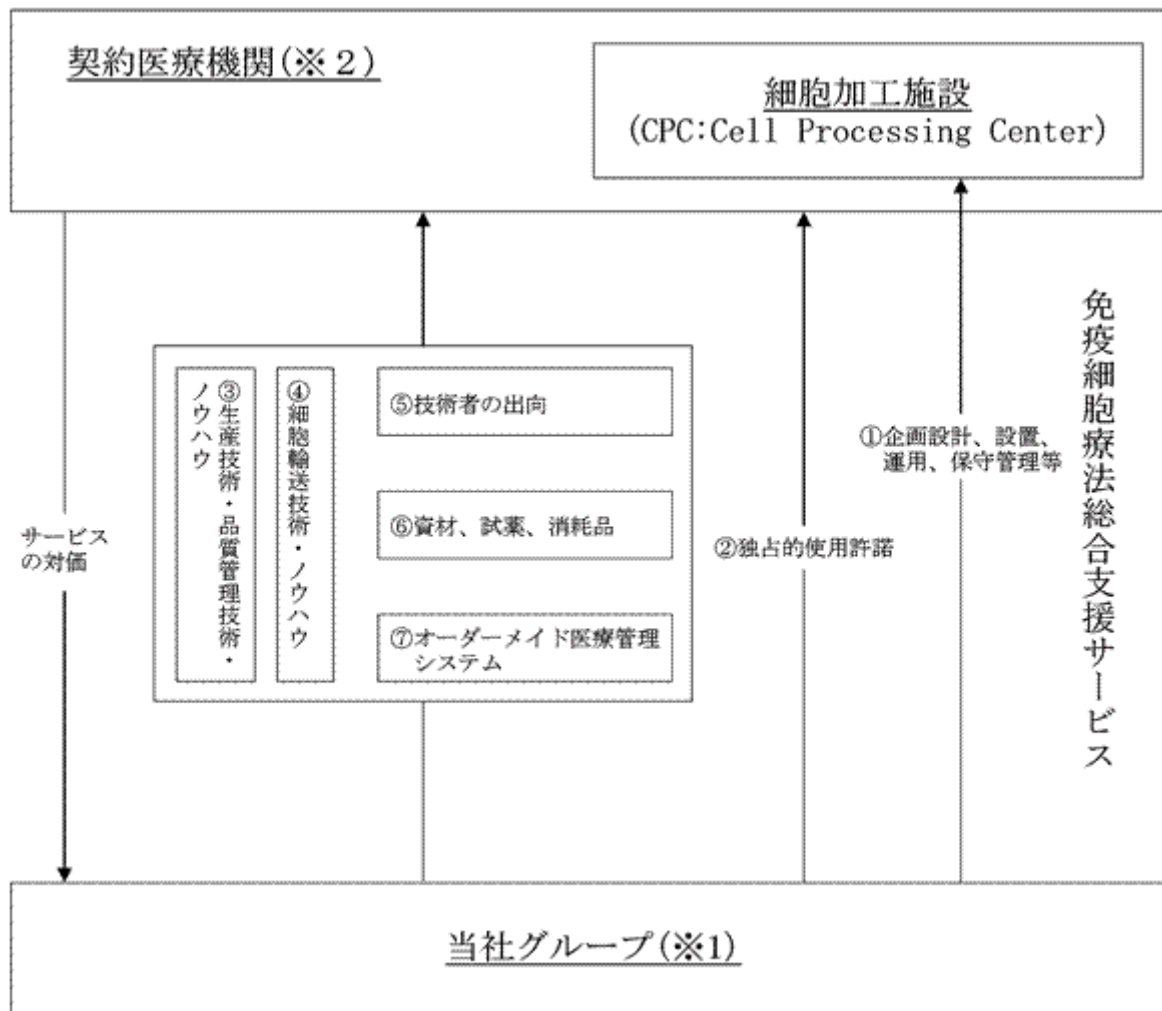 契約医療機関(※２)
細胞加工施設
(CPC:Cell Processing Center)
免疫細胞療法総合支援サービス
①企画設計、設置、
運用、保守管理等
②独占的使用許諾
③生産技術・品質管理技術・
ノウハウ
④細胞輸送技術・ノウハウ
⑤技術者の出向
⑥資材、試薬、消耗品
⑦オーダーメイド医療管理
システム
サービス
の対価
当社グループ(※1)